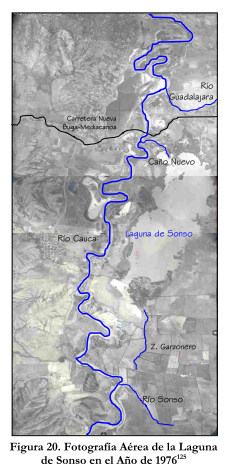 Río
Guadalajara
Carretera Nueva
Buga-Mediacanoa
Caño Nuevo
Río Cauca
Laguna de Sonso
Z. Garzonero
Río Sonso
Figura 20. Fotografía Aérea de la Laguna
de Sonso en el Año de 1976¹²⁵